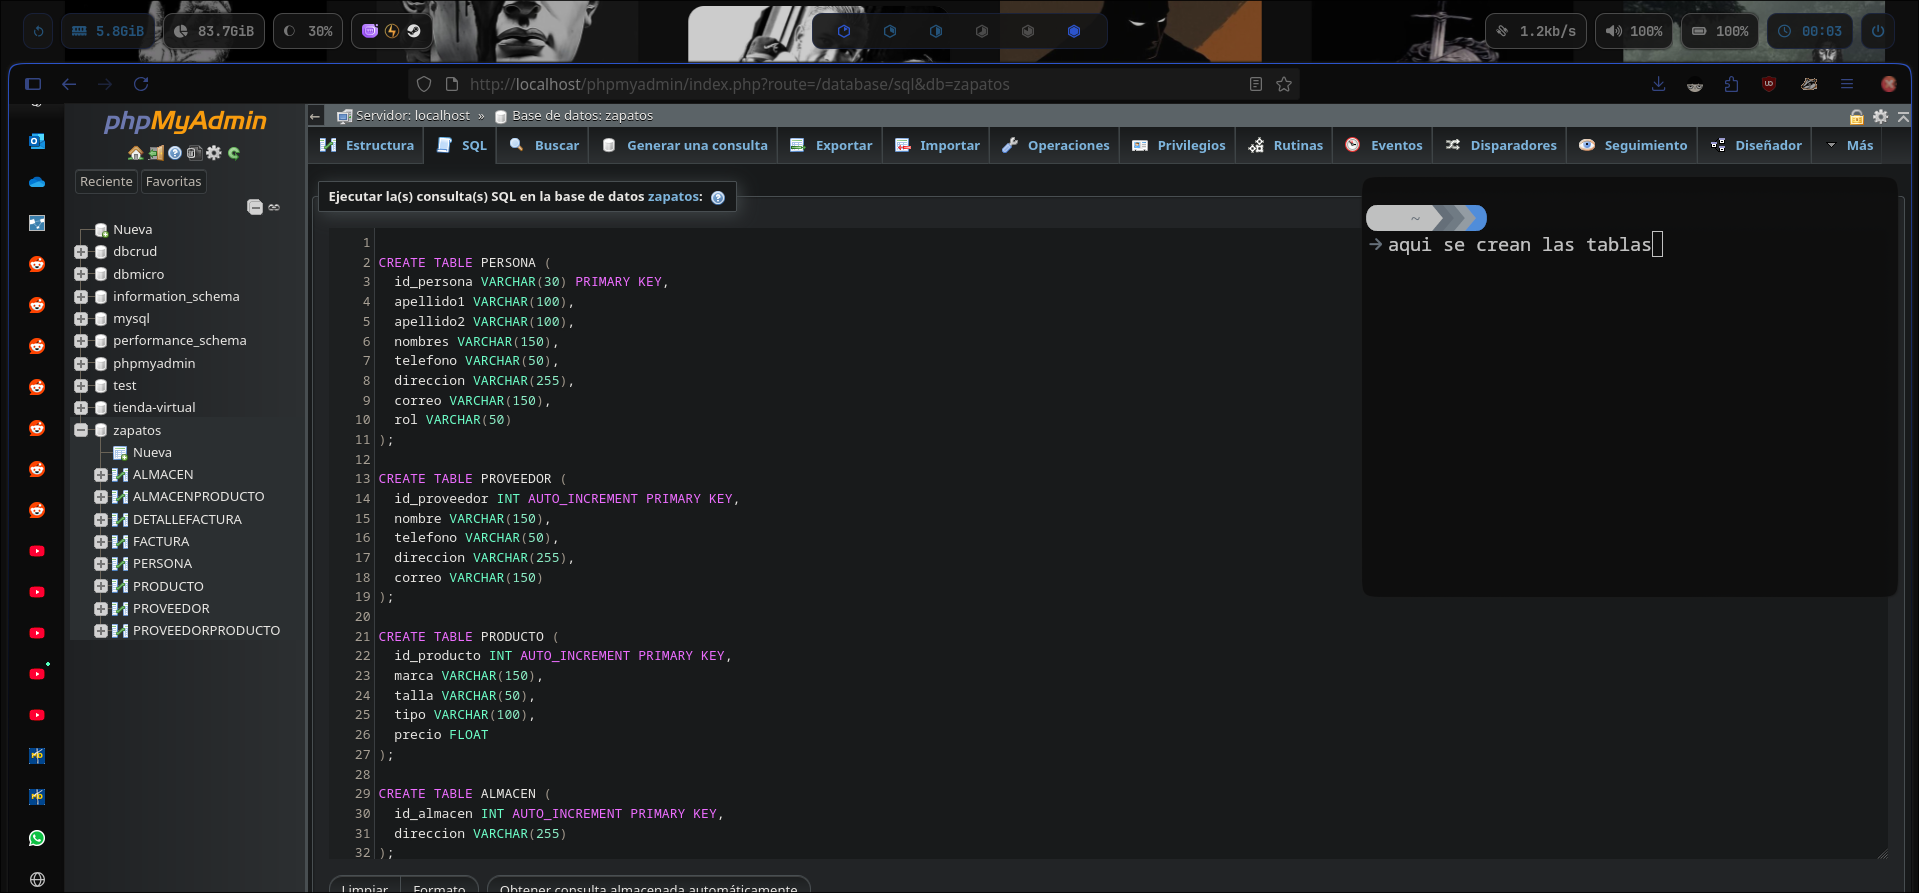 5.8GiB
83.7GiB
30%
1.2kb/s
100%
100%
00:03
http://localhost/phpmyadmin/index.php?route=/database/sql&db=zapatos
phpMyAdmin
Reciente
Favoritas
Nueva
dbcrud
dbmicro
information_schema
mysql
performance_schema
phpmyadmin
test
tienda-virtual
zapatos
Nueva
ALMACEN
ALMACENPRODUCTO
DETALLEFACTURA
FACTURA
PERSONA
PRODUCTO
PROVEEDOR
PROVEEDORPRODUCTO
Servidor: localhost » Base de datos: zapatos
Estructura
SQL
Buscar
Generar una consulta
Exportar
Importar
Operaciones
Privilegios
Rutinas
Eventos
Disparadores
Seguimiento
Diseñador
Más
Ejecutar la(s) consulta(s) SQL en la base de datos zapatos:
1
2 CREATE TABLE PERSONA (
3 id_persona VARCHAR(30) PRIMARY KEY,
4 apellido1 VARCHAR(100),
5 apellido2 VARCHAR(100),
6 nombres VARCHAR(150),
7 telefono VARCHAR(50),
8 direccion VARCHAR(255),
9 correo VARCHAR(150),
10 rol VARCHAR(50)
11 );
12
13 CREATE TABLE PROVEEDOR (
14 id_proveedor INT AUTO_INCREMENT PRIMARY KEY,
15 nombre VARCHAR(150),
16 telefono VARCHAR(50),
17 direccion VARCHAR(255),
18 correo VARCHAR(150)
19 );
20
21 CREATE TABLE PRODUCTO (
22 id_producto INT AUTO_INCREMENT PRIMARY KEY,
23 marca VARCHAR(150),
24 talla VARCHAR(50),
25 tipo VARCHAR(100),
26 precio FLOAT
27 );
28
29 CREATE TABLE ALMACEN (
30 id_almacen INT AUTO_INCREMENT PRIMARY KEY,
31 direccion VARCHAR(255)
32 );
~
→ aqui se crean las tablas
Limpiar
Formato
Obtener consulta almacenada automáticamente